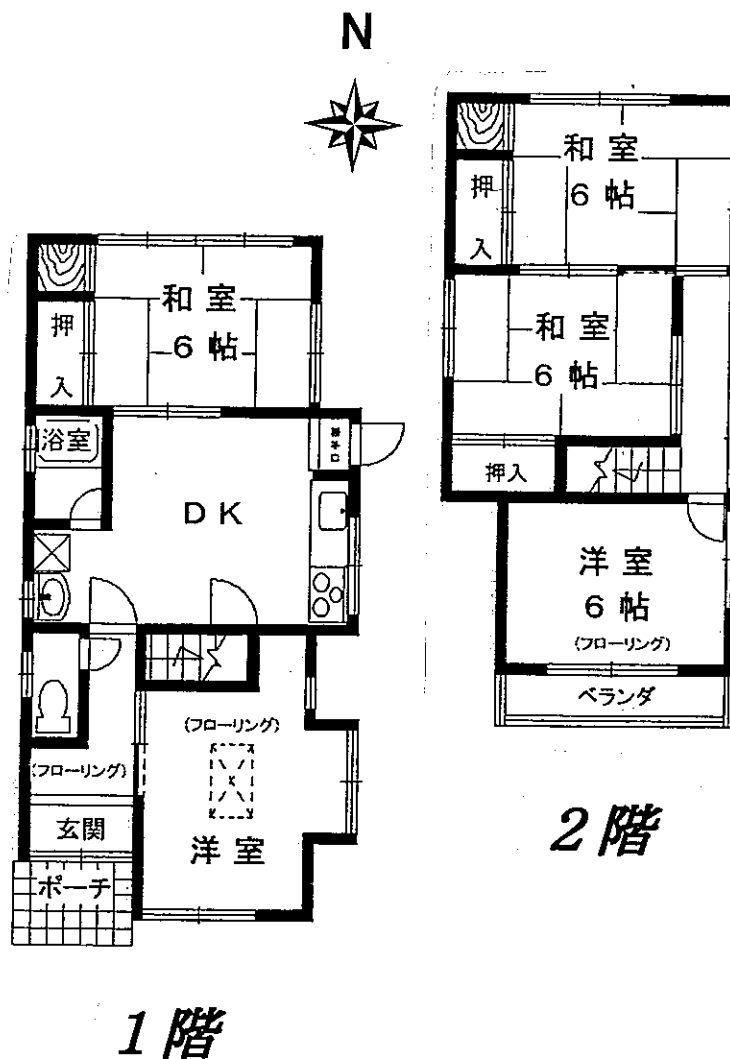 N
和室
6帖
押
入
浴室
勝手口
DK
(フローリング)
洋室
(フローリング)
玄関
ポーチ
1階
和室
6帖
押
入
和室
6帖
押入
洋室
6帖
(フローリング)
ベランダ
2階